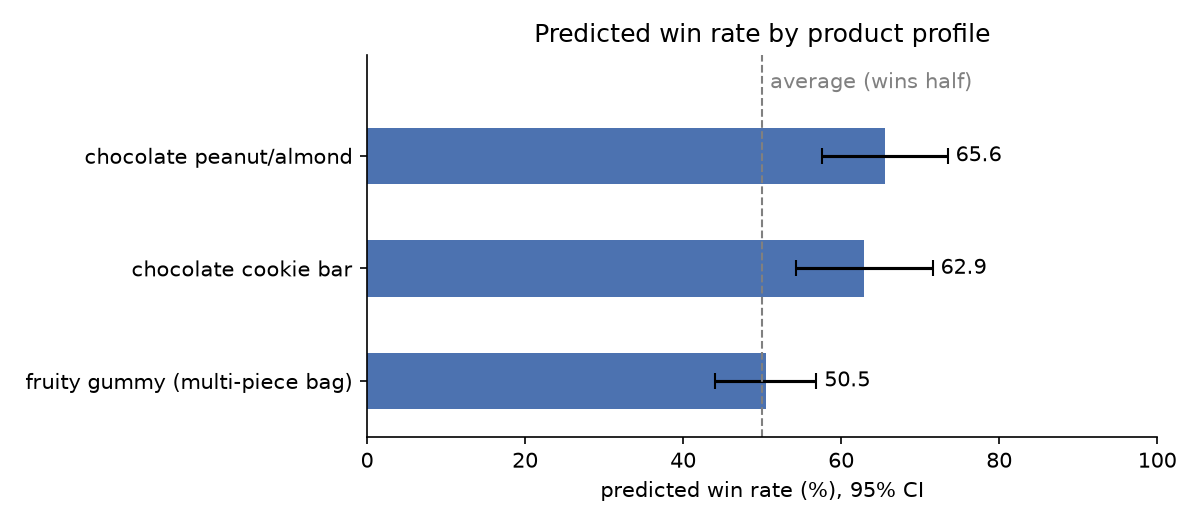 Predicted win rate by product profile
average (wins half)
chocolate peanut/almond
65.6
chocolate cookie bar
62.9
fruity gummy (multi-piece bag)
50.5
0 20 40 60 80 100
predicted win rate (%), 95% CI